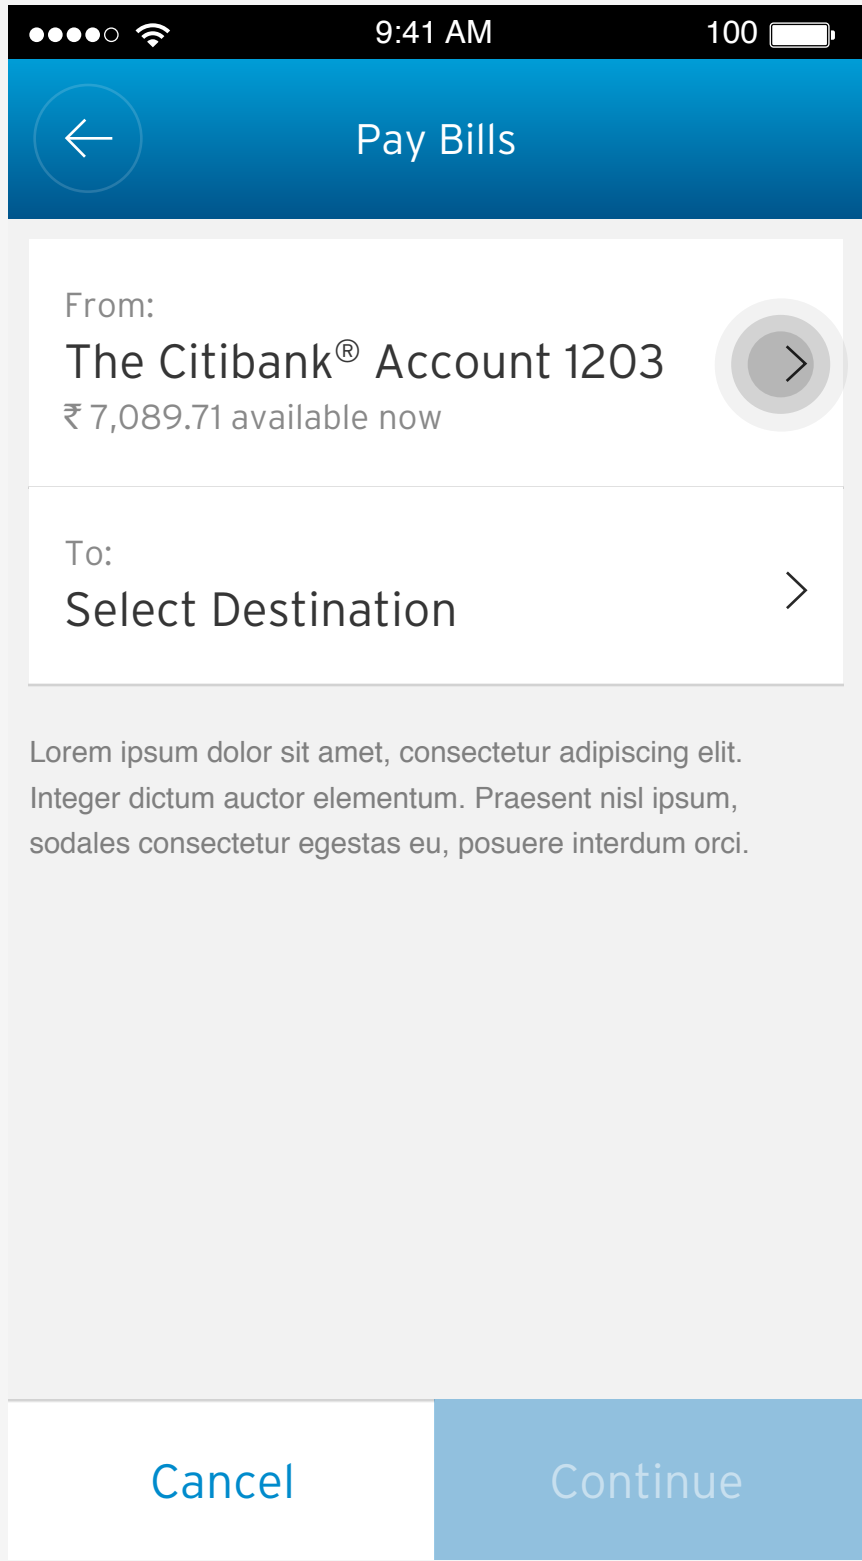 9:41 AM
100
Pay Bills
From:
The Citibank® Account 1203
₹ 7,089.71 available now
To:
Select Destination
Lorem ipsum dolor sit amet, consectetur adipiscing elit.
Integer dictum auctor elementum. Praesent nisl ipsum,
sodales consectetur egestas eu, posuere interdum orci.
Cancel
Continue